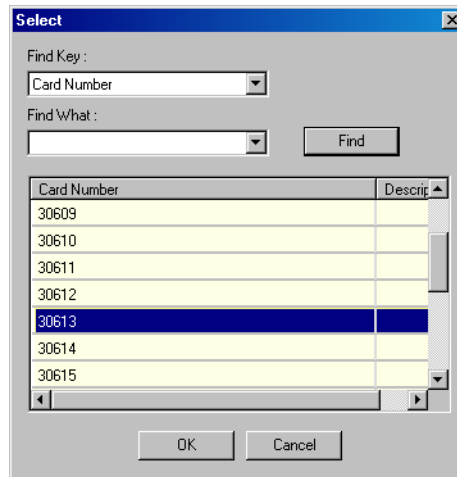 Select
Find Key :
Card Number
Find What :
Find
Card Number Descrip
30609
30610
30611
30612
30613
30614
30615
OK Cancel